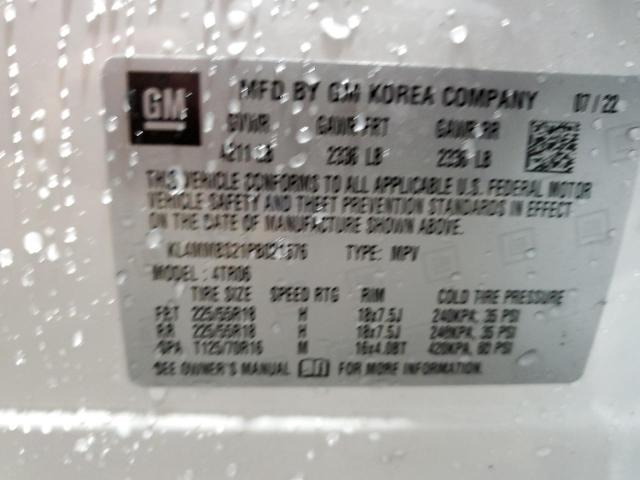 GM
MFD BY GM KOREA COMPANY 07/22
GVWR GAWR FRT GAWR RR
4211 LB 2336 LB 2336 LB
THIS VEHICLE CONFORMS TO ALL APPLICABLE U.S. FEDERAL MOTOR
VEHICLE SAFETY AND THEFT PREVENTION STANDARDS IN EFFECT
ON THE DATE OF MANUFACTURE SHOWN ABOVE.
TYPE: MPV
MODEL: 4TR06
TIRE SIZE SPEED RTG RIM COLD TIRE PRESSURE
FRT 225/55R18 H 18x7.5J 240KPA, 35 PSI
RR 225/55R18 H 18x7.5J 240KPA, 35 PSI
SPA T125/70R16 M 16x4.0BT 420KPA, 60 PSI
SEE OWNER'S MANUAL FOR MORE INFORMATION.